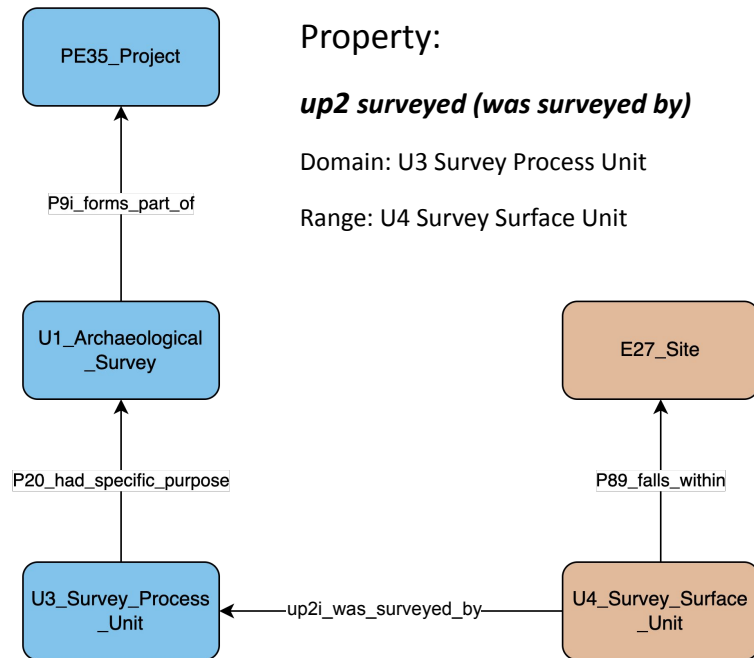 PE35_Project
Property:
up2 surveyed (was surveyed by)
Domain: U3 Survey Process Unit
Range: U4 Survey Surface Unit
P9i_forms_part_of
U1_Archaeological
_Survey
E27_Site
P20_had_specific_purpose
P89_falls_within
U3_Survey_Process
_Unit
up2i_was_surveyed_by
U4_Survey_Surface
_Unit